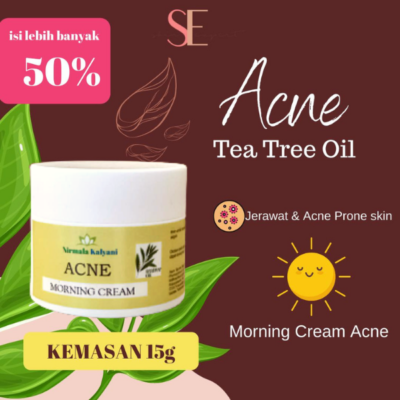 isi lebih banyak
50%
SE
Acne
Tea Tree Oil
Jerawat & Acne Prone skin
Morning Cream Acne
Nirmala Kalyani
ACNE
MORNING CREAM
KEMASAN 15g